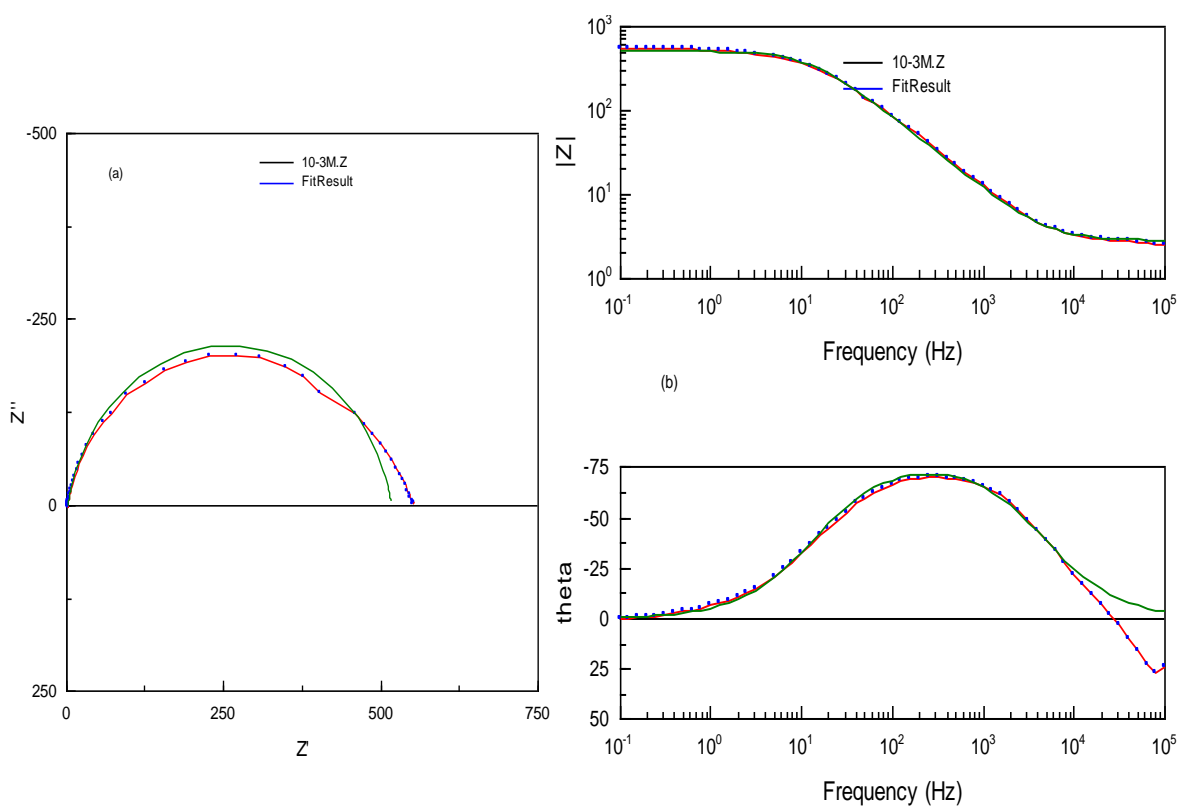 (a)
10-3M.Z
FitResult
-500
-250
0
250
Z''
0
250
500
750
Z'
10-3M.Z
FitResult
10^3
10^2
10^1
10^0
|Z|
10^-1
10^0
10^1
10^2
10^3
10^4
10^5
Frequency (Hz)
(b)
-75
-50
-25
0
25
50
theta
10^-1
10^0
10^1
10^2
10^3
10^4
10^5
Frequency (Hz)